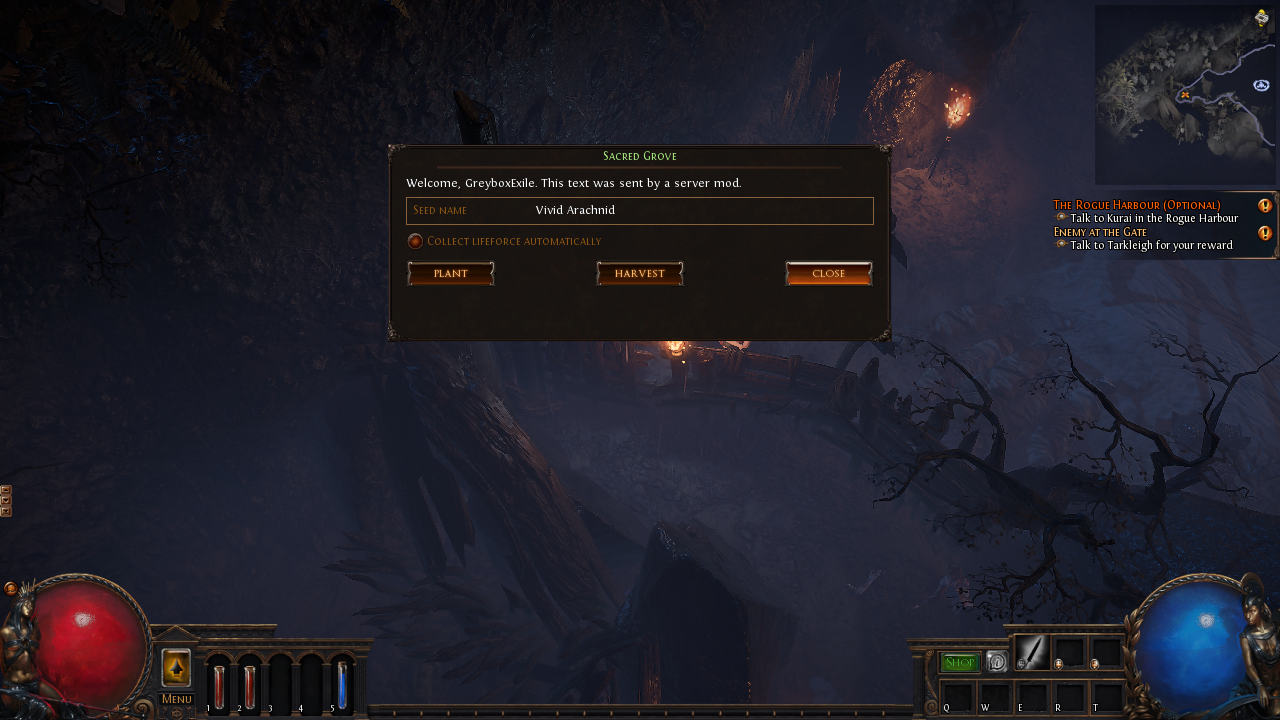 Sacred Grove
Welcome, GreyboxExile. This text was sent by a server mod.
Seed name Vivid Arachnid
Collect lifeforce automatically
PLANT HARVEST CLOSE
The Rogue Harbour (Optional)
Talk to Kurai in the Rogue Harbour
Enemy at the Gate
Talk to Tarkleigh for your reward
Menu
1 2 3 4 5
Shop
Q W E R T